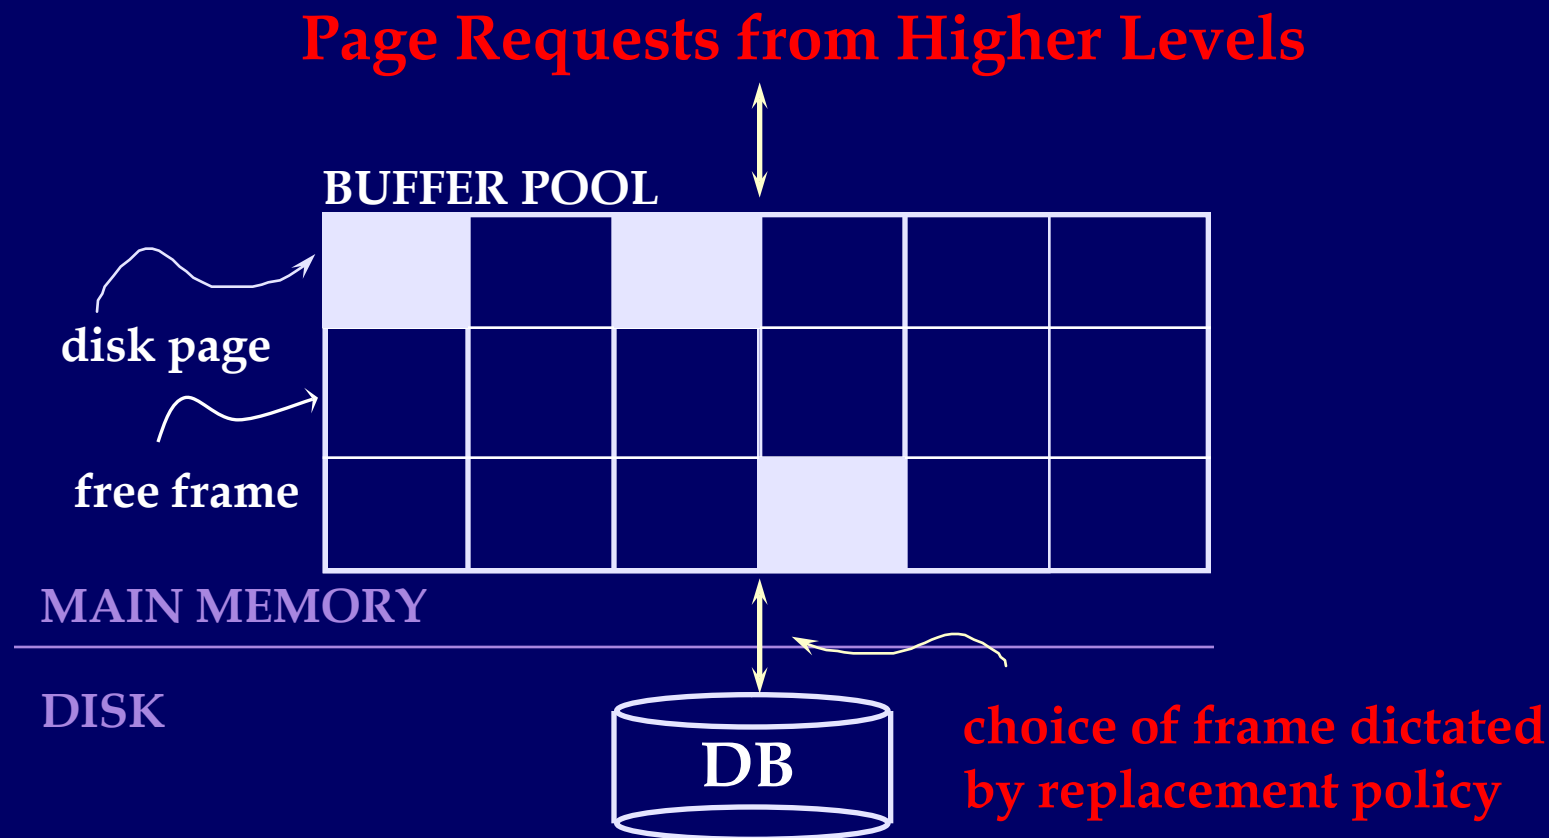 Page Requests from Higher Levels
BUFFER POOL
disk page
free frame
MAIN MEMORY
DISK
DB
choice of frame dictated
by replacement policy